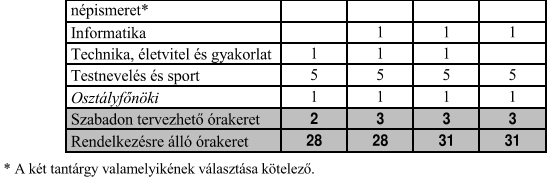 népismeret*
Informatika 1 1 1
Technika, életvitel és gyakorlat 1 1 1
Testnevelés és sport 5 5 5 5
Osztályfőnöki 1 1 1 1
Szabadon tervezhető órakeret 2 3 3 3
Rendelkezésre álló órakeret 28 28 31 31
* A két tantárgy valamelyikének választása kötelező.